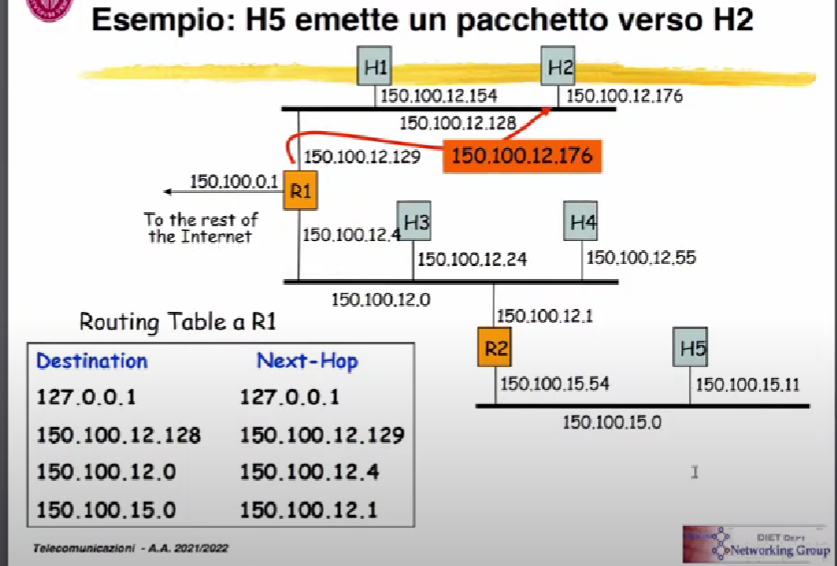 Esempio: H5 emette un pacchetto verso H2
H1
H2
150.100.12.154
150.100.12.176
150.100.12.128
150.100.12.129
150.100.12.176
150.100.0.1
R1
To the rest of
the Internet
150.100.12.4
H3
H4
150.100.12.24
150.100.12.55
150.100.12.0
150.100.12.1
Routing Table a R1
R2
H5
Destination Next-Hop
150.100.15.54
150.100.15.11
127.0.0.1 127.0.0.1
150.100.15.0
150.100.12.128 150.100.12.129
150.100.12.0 150.100.12.4
150.100.15.0 150.100.12.1
Telecomunicazioni - A.A. 2021/2022
DIET Dept
Networking Group